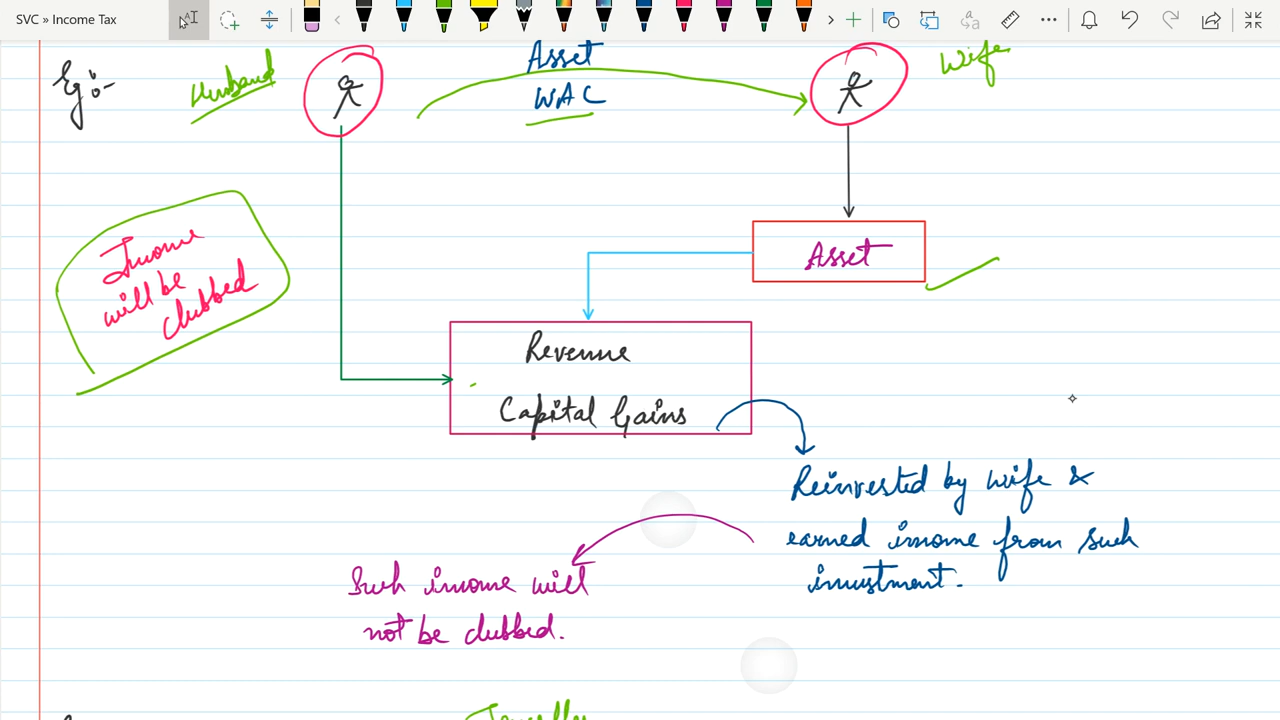 SVC » Income Tax
Eg:-
Husband
Asset
WAC
Wife
Income
will be
clubbed
Asset
Revenue
Capital Gains
Reinvested by wife &
earned income from such
investment.
Such income will
not be clubbed.